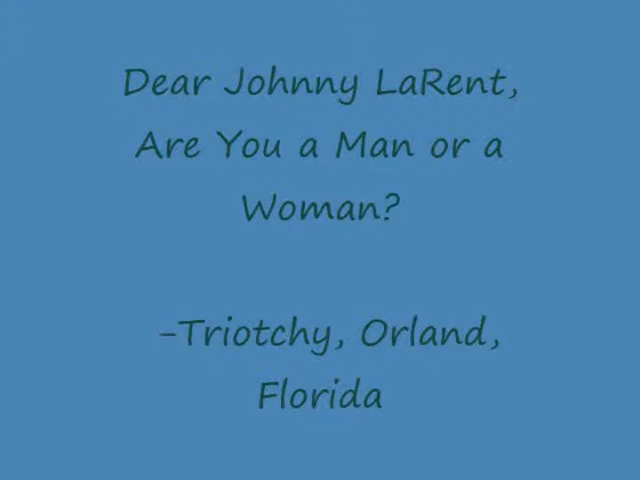 Dear Johnny LaRent,
Are You a Man or a
Woman?
-Triotchy, Orland,
Florida